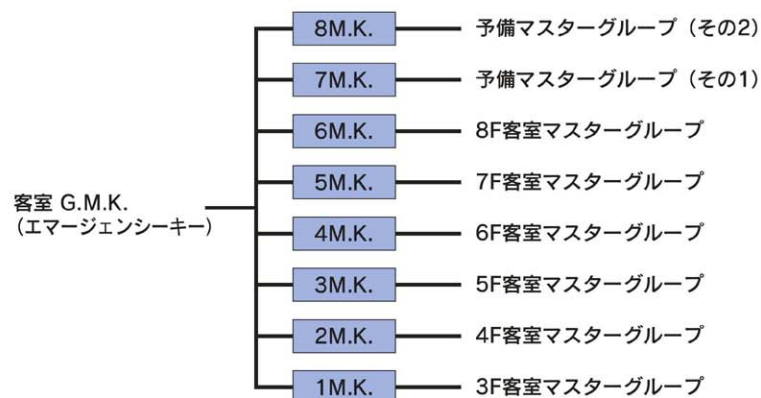 8M.K. 予備マスターグループ（その2）
7M.K. 予備マスターグループ（その1）
6M.K. 8F客室マスターグループ
5M.K. 7F客室マスターグループ
客室 G.M.K.
（エマージェンシーキー）
4M.K. 6F客室マスターグループ
3M.K. 5F客室マスターグループ
2M.K. 4F客室マスターグループ
1M.K. 3F客室マスターグループ